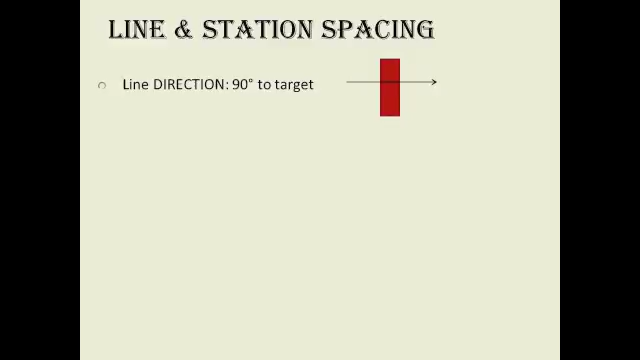 LINE & STATION SPACING
Line DIRECTION: 90° to target